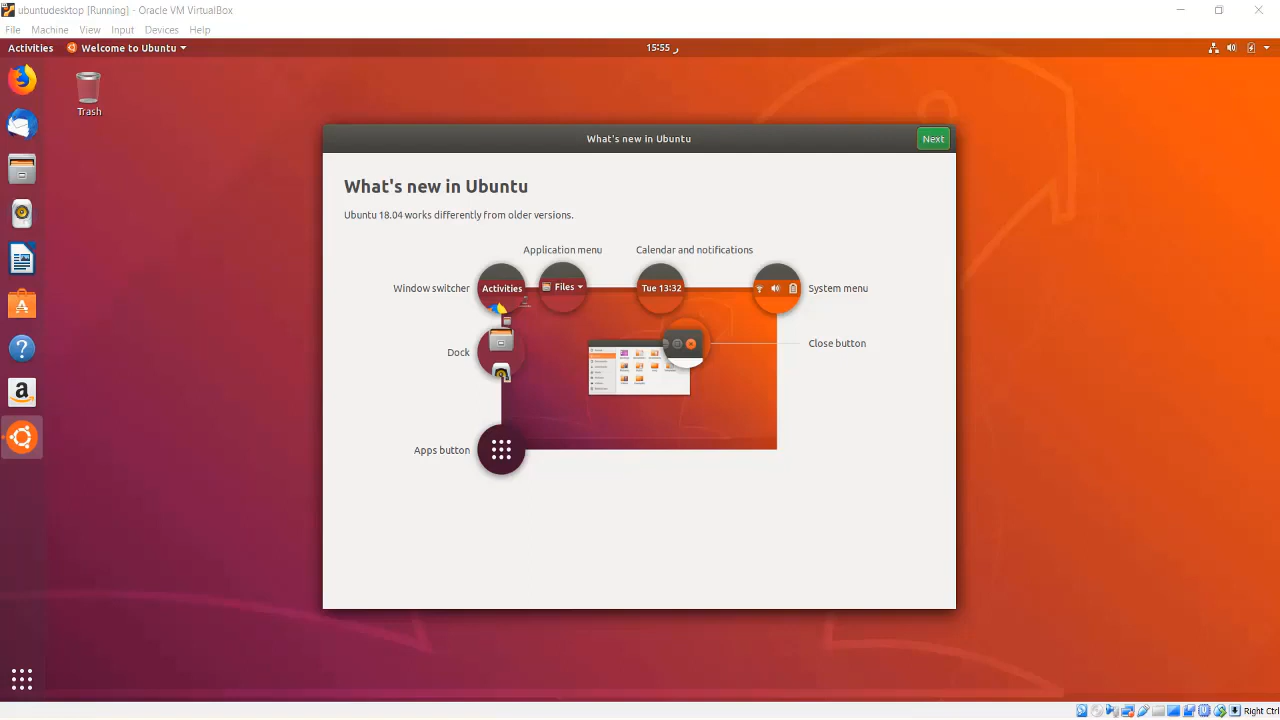 ubuntudesktop [Running] - Oracle VM VirtualBox
File Machine View Input Devices Help
Activities Welcome to Ubuntu 15:55 ر
Trash
What's new in Ubuntu Next
What's new in Ubuntu
Ubuntu 18.04 works differently from older versions.
Application menu Calendar and notifications
Window switcher Activities Files Tue 13:32 System menu
Close button
Dock
Apps button
Right Ctrl